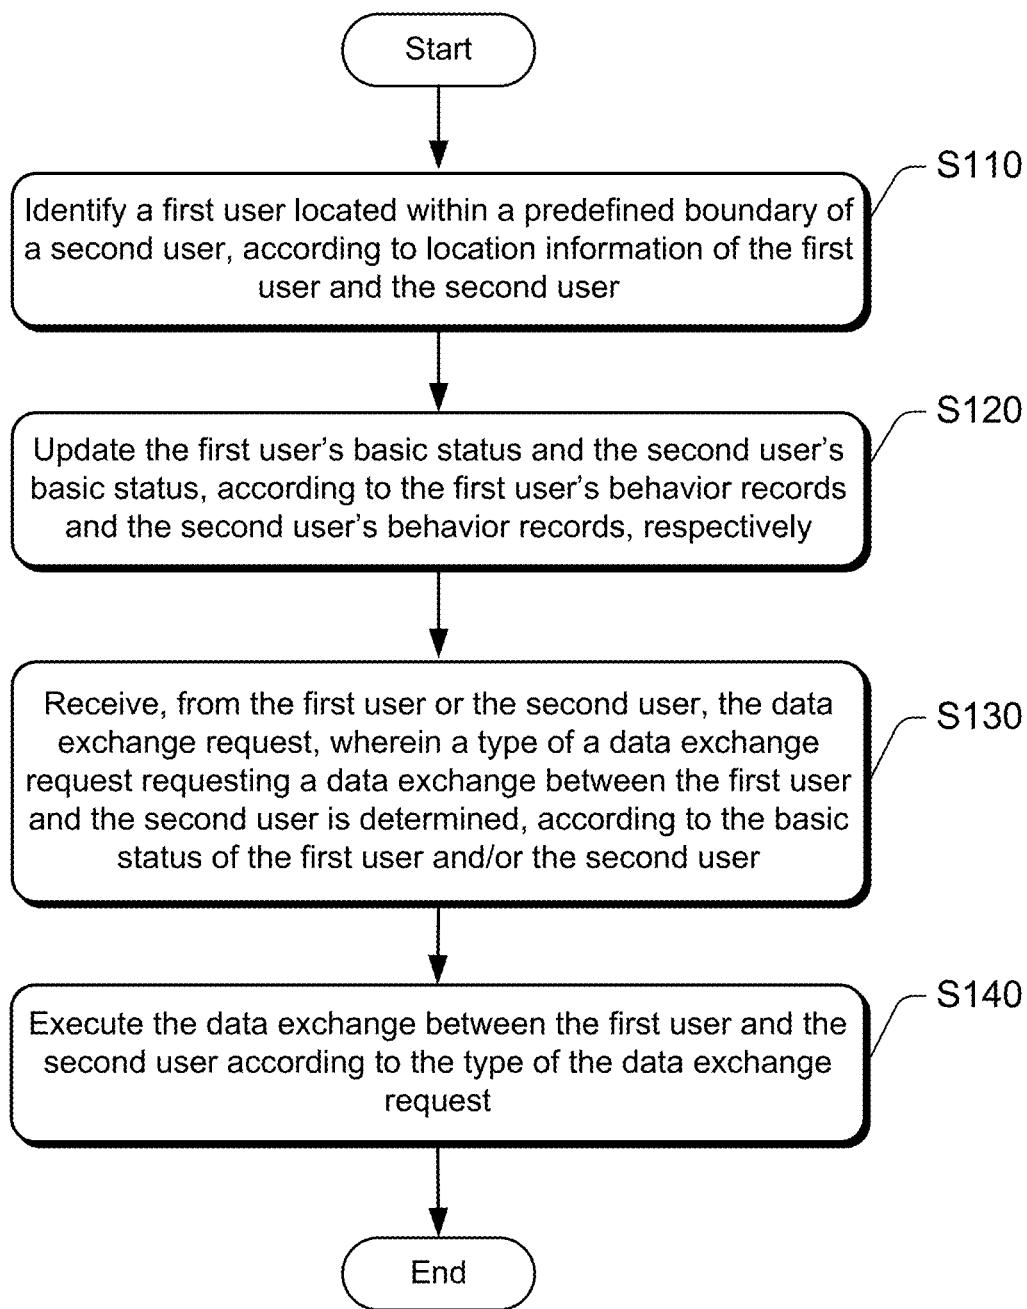 Start
S110
Identify a first user located within a predefined boundary of
a second user, according to location information of the first
user and the second user
S120
Update the first user’s basic status and the second user’s
basic status, according to the first user’s behavior records
and the second user’s behavior records, respectively
S130
Receive, from the first user or the second user, the data
exchange request, wherein a type of a data exchange
request requesting a data exchange between the first user
and the second user is determined, according to the basic
status of the first user and/or the second user
S140
Execute the data exchange between the first user and the
second user according to the type of the data exchange
request
End